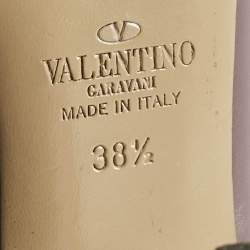 VALENTINO
GARAVANI
MADE IN ITALY
38½